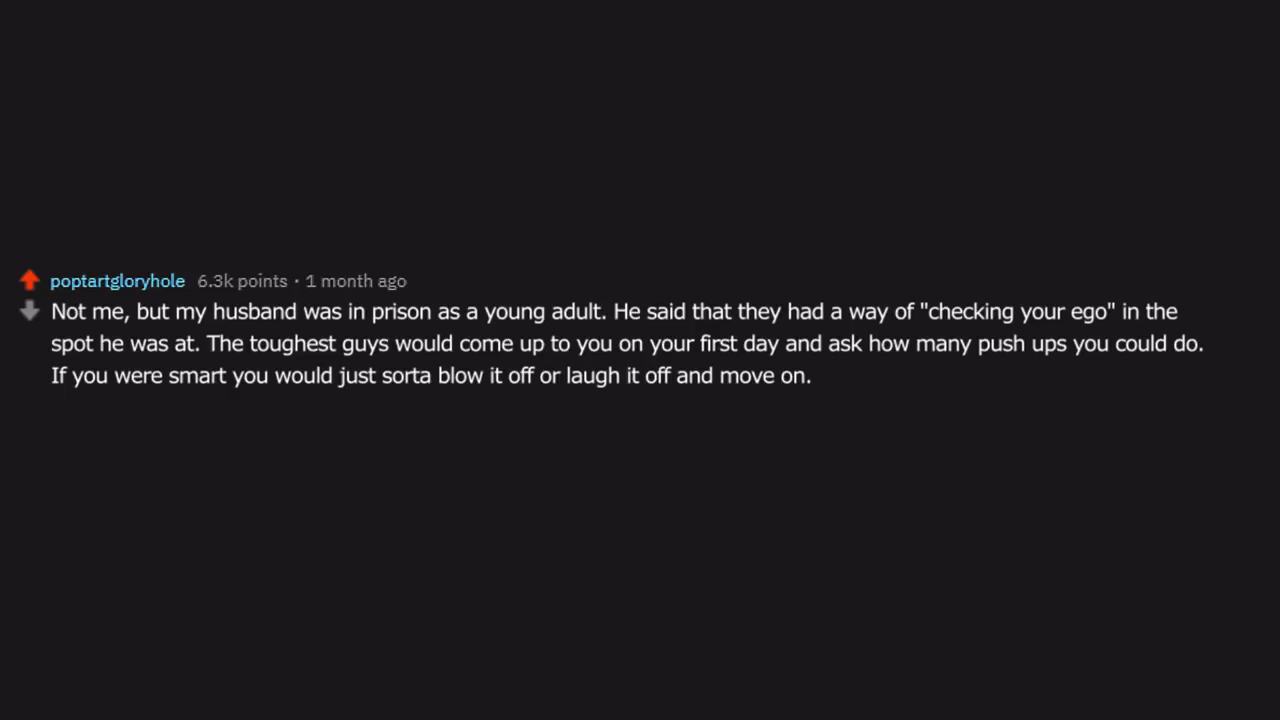 poptartgloryhole 6.3k points · 1 month ago
Not me, but my husband was in prison as a young adult. He said that they had a way of "checking your ego" in the
spot he was at. The toughest guys would come up to you on your first day and ask how many push ups you could do.
If you were smart you would just sorta blow it off or laugh it off and move on.